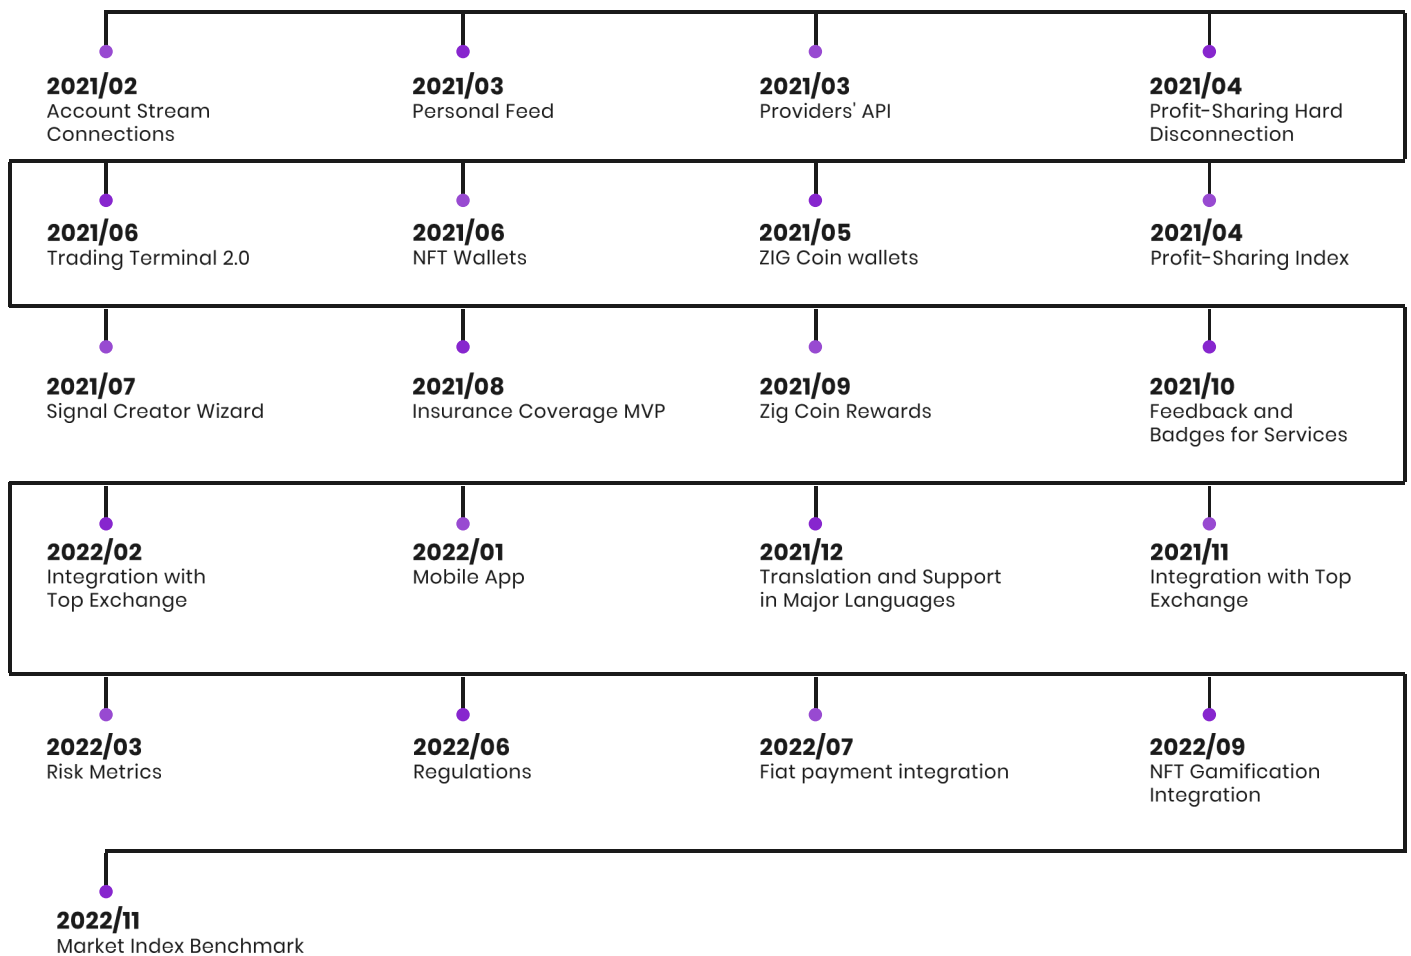 2021/02
Account Stream
Connections
2021/03
Personal Feed
2021/03
Providers' API
2021/04
Profit-Sharing Hard
Disconnection
2021/06
Trading Terminal 2.0
2021/06
NFT Wallets
2021/05
ZIG Coin wallets
2021/04
Profit-Sharing Index
2021/07
Signal Creator Wizard
2021/08
Insurance Coverage MVP
2021/09
Zig Coin Rewards
2021/10
Feedback and
Badges for Services
2022/02
Integration with
Top Exchange
2022/01
Mobile App
2021/12
Translation and Support
in Major Languages
2021/11
Integration with Top
Exchange
2022/03
Risk Metrics
2022/06
Regulations
2022/07
Fiat payment integration
2022/09
NFT Gamification
Integration
2022/11
Market Index Benchmark